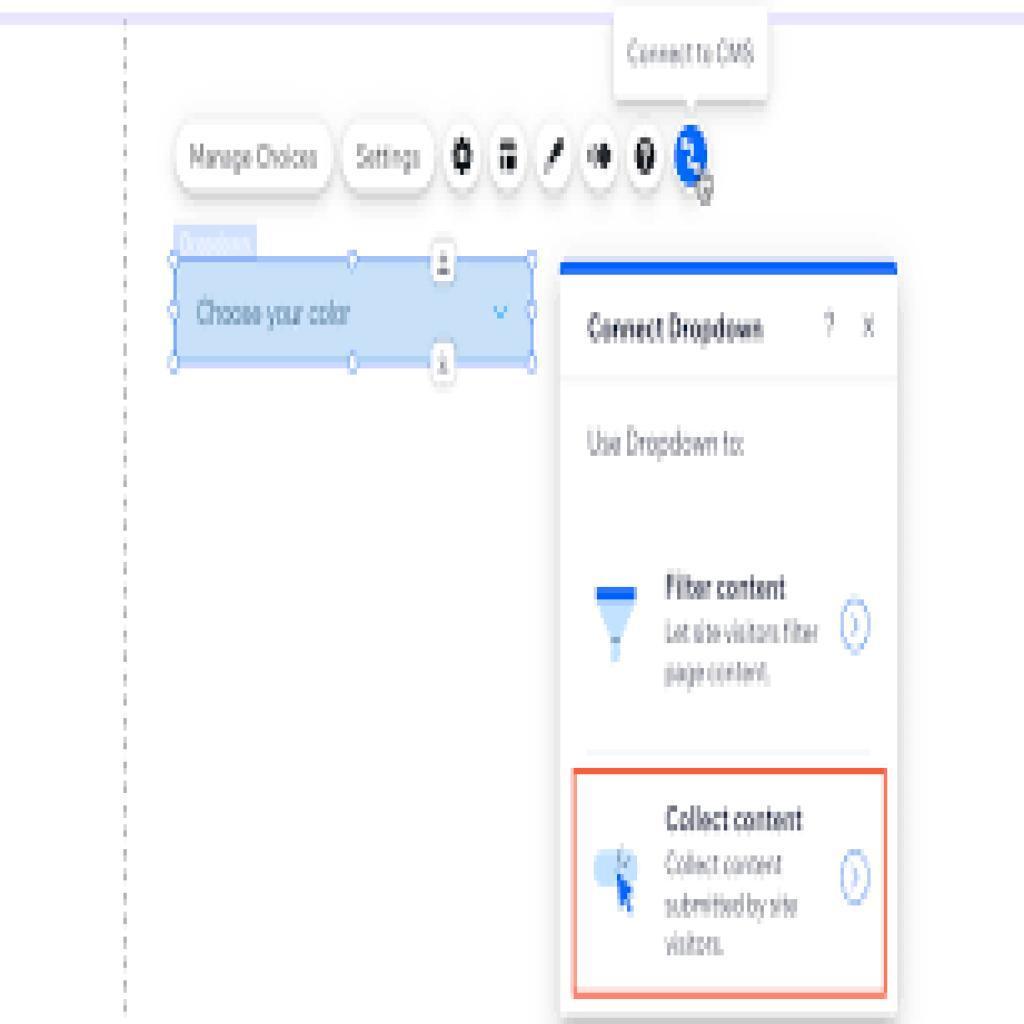 Connect to CMS
Manage Choices
Settings
Dropdown
Choose your color
Connect Dropdown
? X
Use Dropdown to:
Filter content
Let site visitors filter
page content.
Collect content
Collect content
submitted by site
visitors.